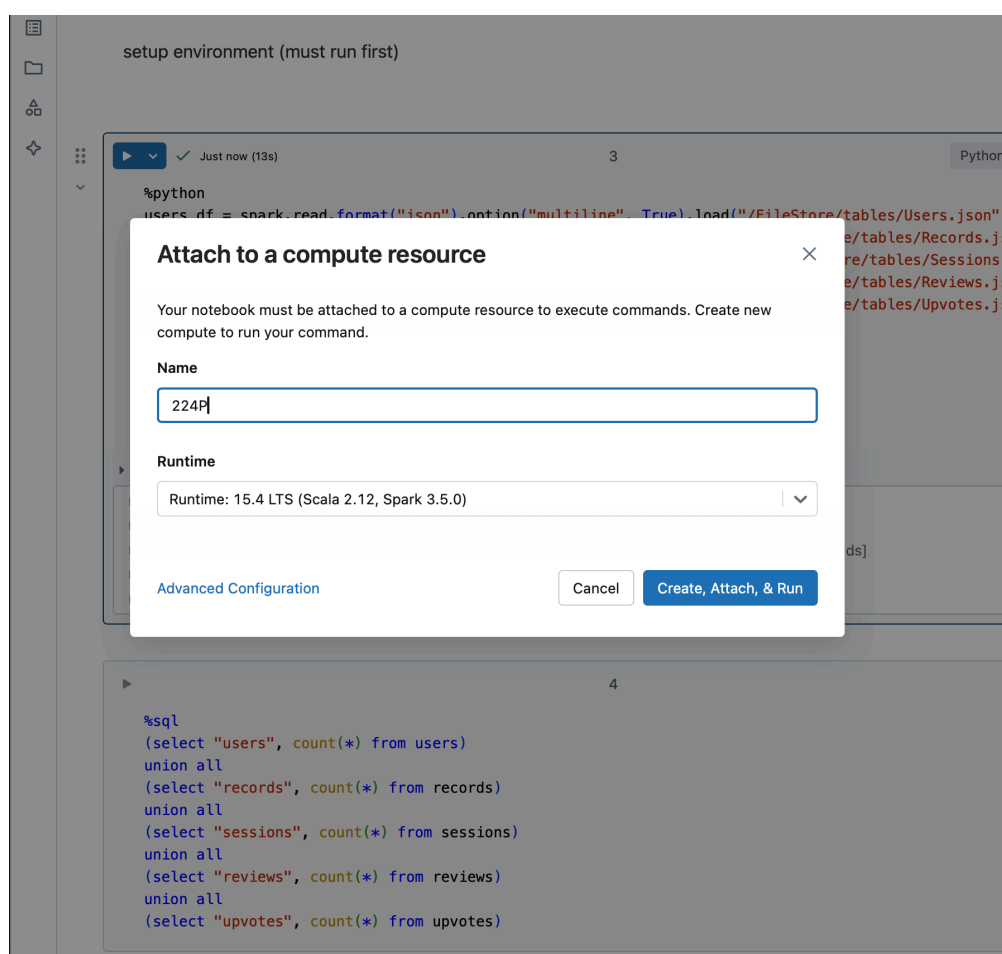 setup environment (must run first)
Just now (13s)
3
Python
%python
users_df = spark.read.format("json").option("multiline", True).load("/FileStore/tables/Users.json"
e/tables/Records.j
re/tables/Sessions
e/tables/Reviews.j
e/tables/Upvotes.j
Attach to a compute resource
Your notebook must be attached to a compute resource to execute commands. Create new
compute to run your command.
Name
224P
Runtime
Runtime: 15.4 LTS (Scala 2.12, Spark 3.5.0)
ds]
Advanced Configuration
Cancel
Create, Attach, & Run
4
%sql
(select "users", count(*) from users)
union all
(select "records", count(*) from records)
union all
(select "sessions", count(*) from sessions)
union all
(select "reviews", count(*) from reviews)
union all
(select "upvotes", count(*) from upvotes)